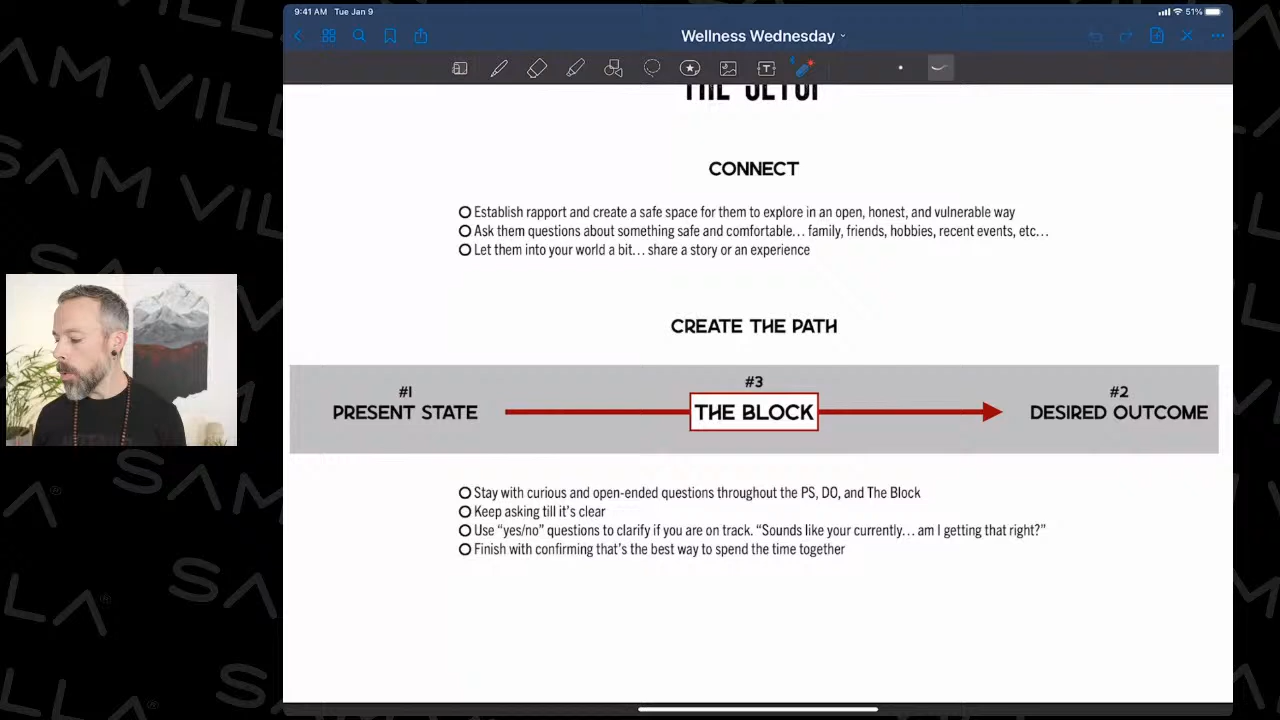 9:41 AM Tue Jan 9
51%
Wellness Wednesday
THE SETUP
CONNECT
Establish rapport and create a safe space for them to explore in an open, honest, and vulnerable way
Ask them questions about something safe and comfortable... family, friends, hobbies, recent events, etc...
Let them into your world a bit... share a story or an experience
CREATE THE PATH
#1
PRESENT STATE
#3
THE BLOCK
#2
DESIRED OUTCOME
Stay with curious and open-ended questions throughout the PS, DO, and The Block
Keep asking till it's clear
Use "yes/no" questions to clarify if you are on track. "Sounds like your currently... am I getting that right?"
Finish with confirming that's the best way to spend the time together
SAM VILLA